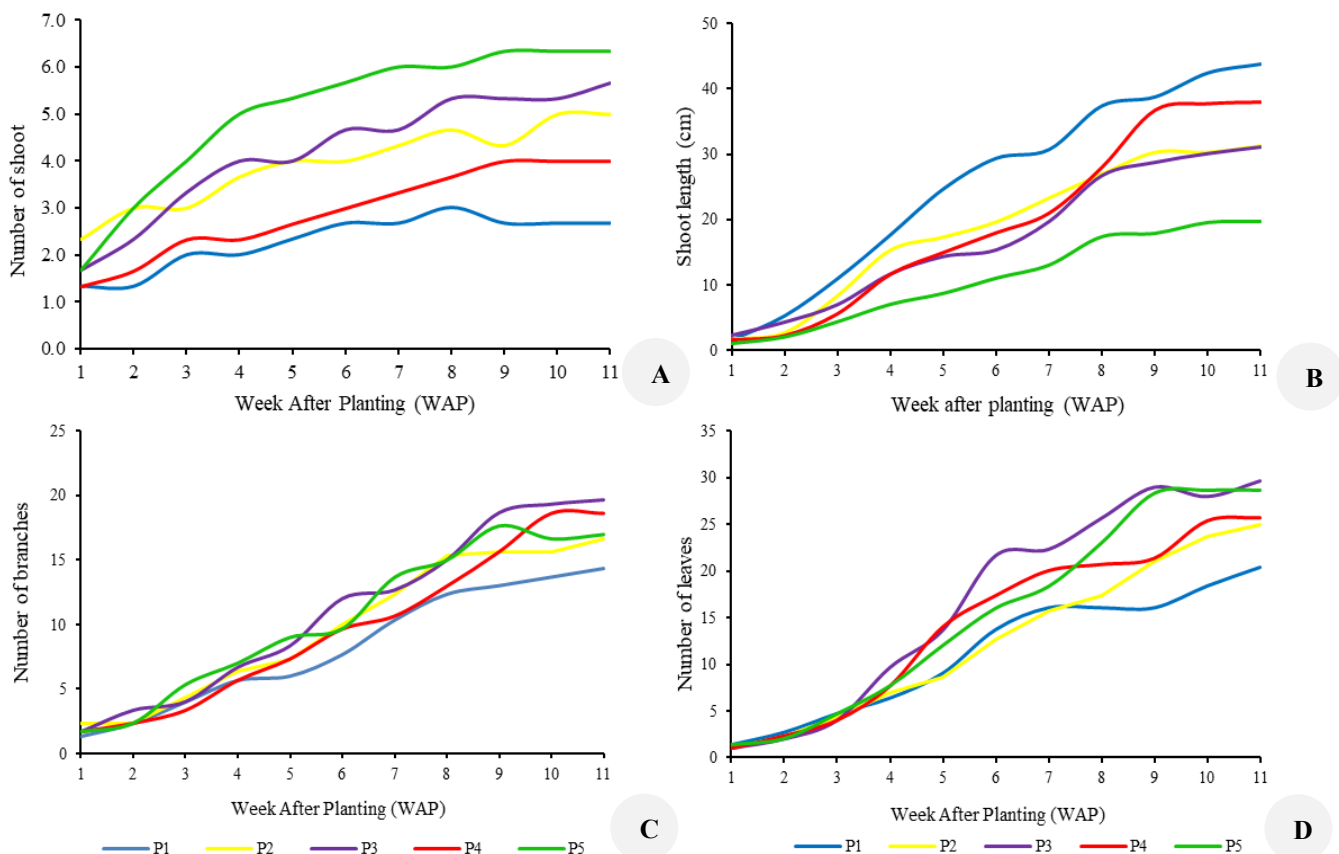 Number of shoot
7.0
6.0
5.0
4.0
3.0
2.0
1.0
0.0
1 2 3 4 5 6 7 8 9 10 11
Week After Planting (WAP)
A
Shoot length (cm)
50
40
30
20
10
0
1 2 3 4 5 6 7 8 9 10 11
Week after planting (WAP)
B
Number of branches
25
20
15
10
5
0
1 2 3 4 5 6 7 8 9 10 11
Week After Planting (WAP)
C
P1 P2 P3 P4 P5
Number of leaves
35
30
25
20
15
10
5
0
1 2 3 4 5 6 7 8 9 10 11
Week After Planting (WAP)
D
P1 P2 P3 P4 P5